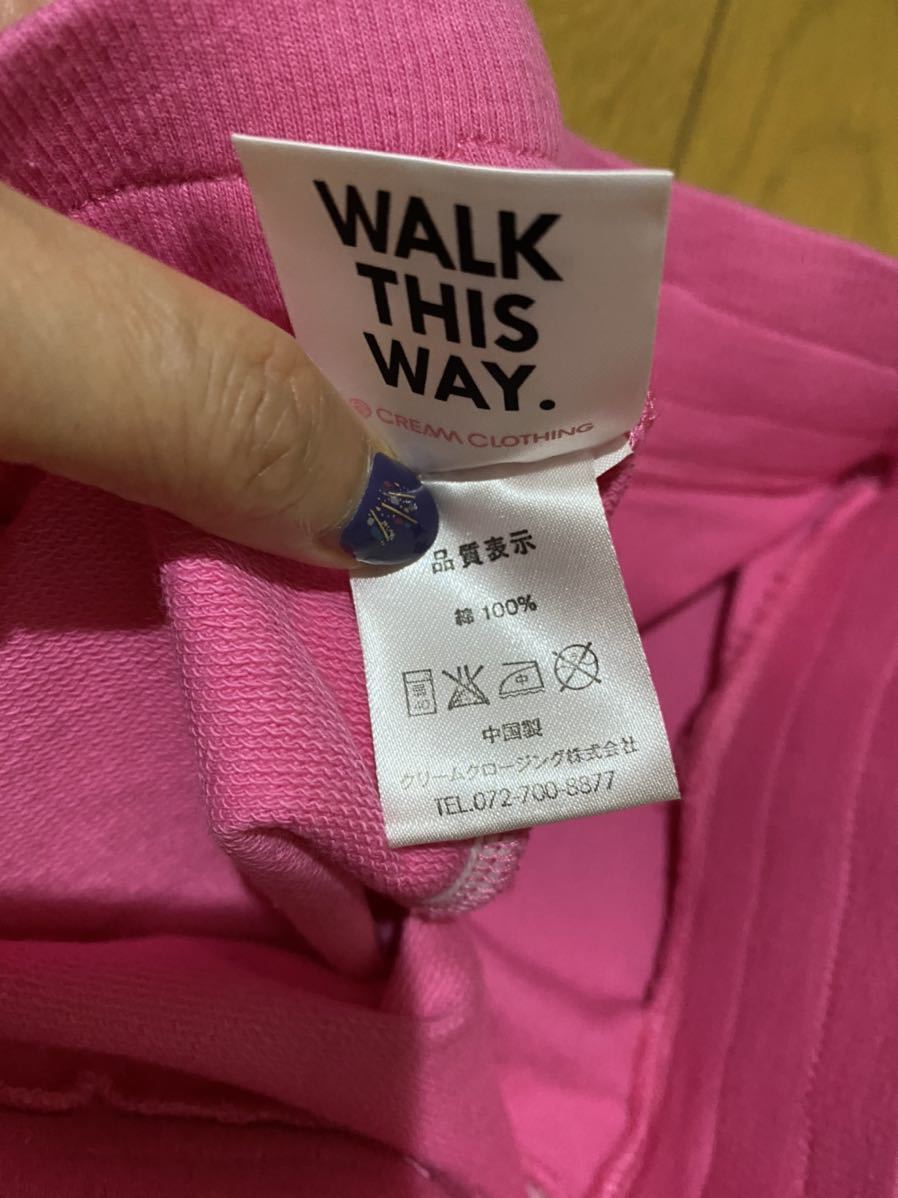 WALK
THIS
WAY.
CREAM CLOTHING
品質表示
綿 100%
中
中国製
クリームクロージング株式会社
TEL.072-700-8877